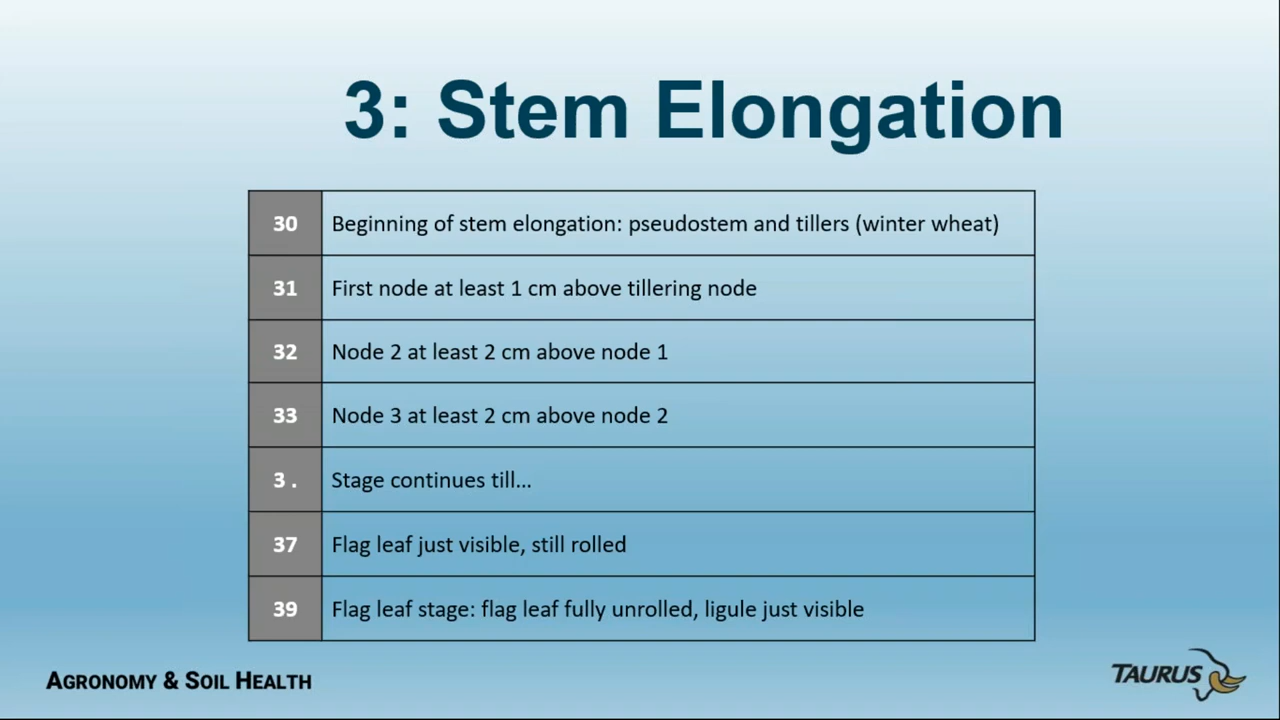 3: Stem Elongation
30 Beginning of stem elongation: pseudostem and tillers (winter wheat)
31 First node at least 1 cm above tillering node
32 Node 2 at least 2 cm above node 1
33 Node 3 at least 2 cm above node 2
3 . Stage continues till...
37 Flag leaf just visible, still rolled
39 Flag leaf stage: flag leaf fully unrolled, ligule just visible
AGRONOMY & SOIL HEALTH
TAURUS